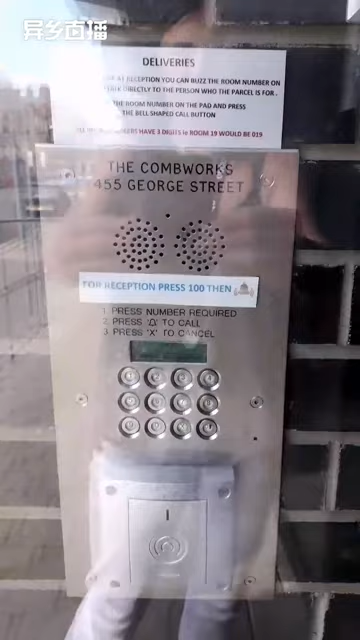 异乡直播
DELIVERIES
AT RECEPTION YOU CAN BUZZ THE ROOM NUMBER ON
DIRECTLY TO THE PERSON WHO THE PARCEL IS FOR.
THE ROOM NUMBER ON THE PAD AND PRESS
THE BELL SHAPED CALL BUTTON
HAVE 3 DIGITS ie ROOM 19 WOULD BE 019
THE COMBWORKS
455 GEORGE STREET
FOR RECEPTION PRESS 100 THEN
1. PRESS NUMBER REQUIRED
2. PRESS '🔔' TO CALL
3. PRESS 'X' TO CANCEL